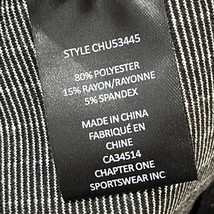 STYLE CHU53445
80% POLYESTER
15% RAYON/RAYONNE
5% SPANDEX
MADE IN CHINA
FABRIQUÉ EN
CHINE
CA34514
CHAPTER ONE
SPORTSWEAR INC